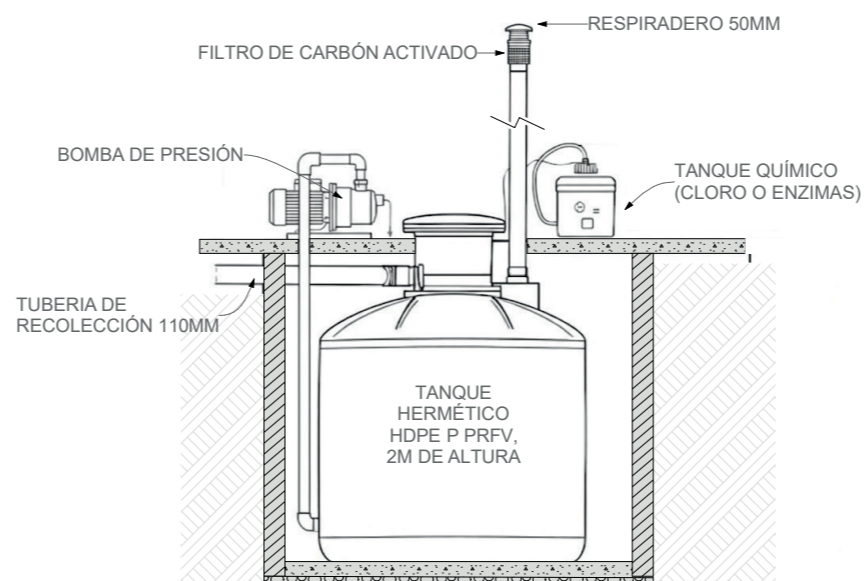 RESPIRADERO 50MM
FILTRO DE CARBÓN ACTIVADO
BOMBA DE PRESIÓN
TANQUE QUÍMICO
(CLORO O ENZIMAS)
TUBERIA DE
RECOLECCIÓN 110MM
TANQUE
HERMÉTICO
HDPE P PRFV,
2M DE ALTURA